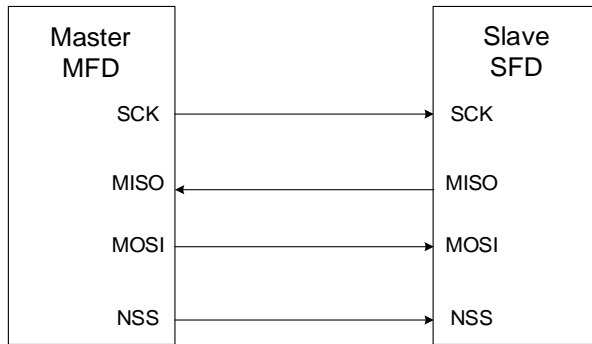 Master
MFD
Slave
SFD
SCK
SCK
MISO
MISO
MOSI
MOSI
NSS
NSS